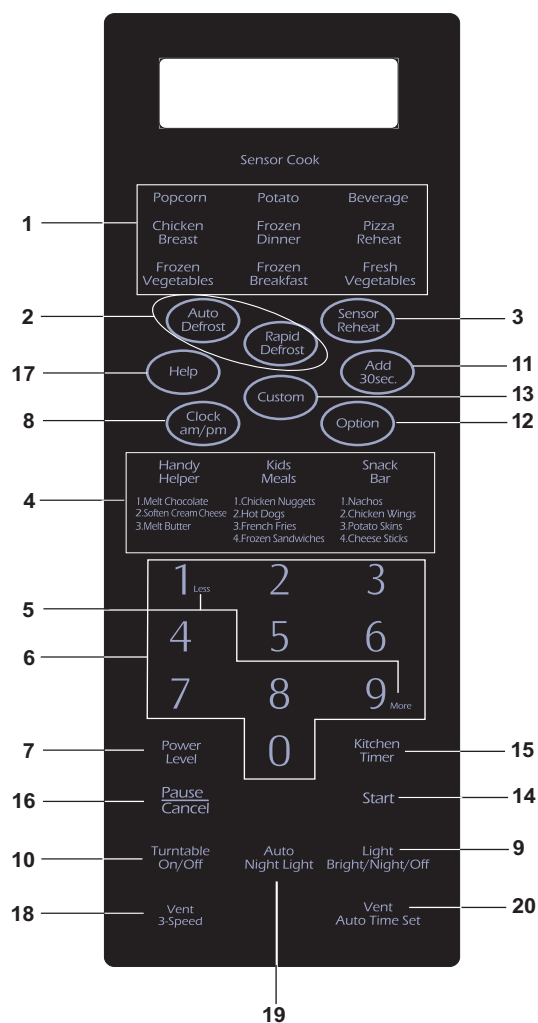 Sensor Cook
Popcorn Potato Beverage
1
Chicken Breast Frozen Dinner Pizza Reheat
Frozen Vegetables Frozen Breakfast Fresh Vegetables
2
Auto Defrost
Rapid Defrost
Sensor Reheat
3
17
Help
Add 30sec.
11
Custom
13
8
Clock am/pm
Option
12
4
Handy Helper
1.Melt Chocolate
2.Soften Cream Cheese
3.Melt Butter
Kids Meals
1.Chicken Nuggets
2.Hot Dogs
3.French Fries
4.Frozen Sandwiches
Snack Bar
1.Nachos
2.Chicken Wings
3.Potato Skins
4.Cheese Sticks
1 Less 2 3
5
4 5 6
6
7 8 9 More
0
7
Power Level
Kitchen Timer
15
16
Pause
Cancel
Start
14
10
Turntable On/Off
Auto Night Light
Light Bright/Night/Off
9
18
Vent 3-Speed
Vent Auto Time Set
20
19